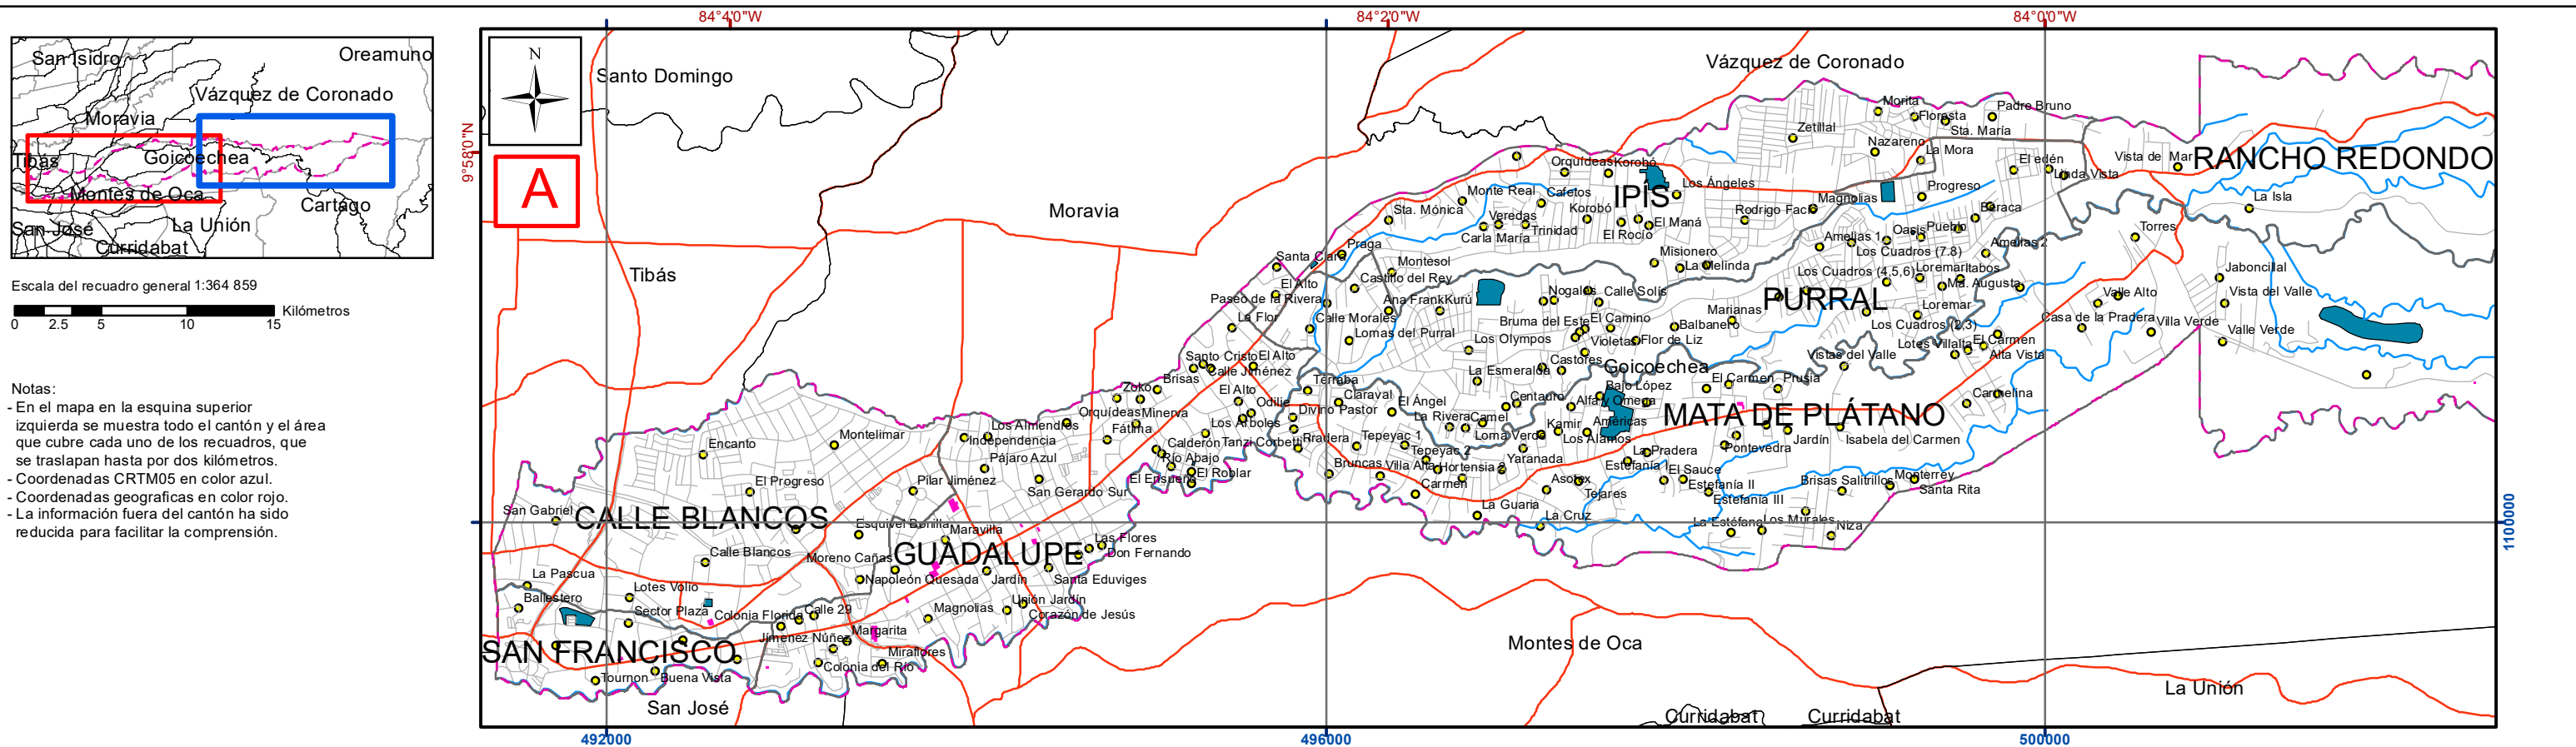 84°4'0"W
84°2'0"W
84°0'0"W
9°58'0"N
San Isidro
Oreamuno
Vázquez de Coronado
Moravia
Tibás
Goicoechea
Montes de Oca
Cartago
La Unión
San José
Curridabat
Escala del recuadro general 1:364 859
Kilómetros
0 2.5 5 10 15
Notas:
- En el mapa en la esquina superior
izquierda se muestra todo el cantón y el área
que cubre cada uno de los recuadros, que
se traslapan hasta por dos kilómetros.
- Coordenadas CRTM05 en color azul.
- Coordenadas geograficas en color rojo.
- La información fuera del cantón ha sido
reducida para facilitar la comprensión.
N
A
Santo Domingo
Vázquez de Coronado
Moravia
Tibás
Morita
Padre Bruno
Floresta
Sta. María
Zetillal
Nazareno
La Mora
El edén
Linda Vista
Vista de Mar
RANCHO REDONDO
Orquídeas
Korobó
IPÍS
Los Ángeles
Monte Real
Cafetos
Magnolias
Progreso
La Isla
Sta. Mónica
Veredas
Korobó
El Maná
Rodrigo Facio
Baraca
Carla María
Trinidad
El Rocío
Amelias 1
Oasis
Pueblo
Amelias 2
Torres
Praga
Santa Clara
Montesol
Misionero
La Melinda
Los Cuadros (7.8)
Los Cuadros (4,5,6)
Loremar
Itabos
Jaboncillal
El Alto
Castillo del Rey
Ma. Augusta
Paseo de la Rivera
Ana Frank
Kurú
Nogales
Calle Solís
PURRAL
Loremar
Valle Alto
Vista del Valle
La Flor
Calle Morales
Lomas del Purral
Bruma del Este
El Camino
Marianas
Balbanero
Los Cuadros (2,3)
Casa de la Pradera
Villa Verde
Valle Verde
Los Olympos
Violetas
Flor de Liz
Lotes Villalta
El Carmen
Alta Vista
Santo Cristo
El Alto
Calle Jiménez
Castores
Goicoechea
Vistas del Valle
Zoko
Brisas
Terraba
La Esmeralda
Bajo López
El Carmen
Prusia
El Alto
Odilie
Claraval
El Ángel
Centauro
Alfa y Omega
Carmelina
MATA DE PLÁTANO
Orquídeas
Minerva
Divino Pastor
La Rivera
Camel
Américas
Los Almendros
Fátima
Los Arboles
Kamir
Los Alamos
Jardín
Isabela del Carmen
Encanto
Montelimar
Independencia
Calderón
Tanzi Corbetti
Tepeyac 1
Loma Verde
Pontevedra
Pájaro Azul
Río Abajo
Tepeyac 2
Yaranada
La Pradera
Bruncas
Villa Alta
Hortensia 2
Estefanía
El Sauce
El Progreso
Pilar Jiménez
El Ensueño
El Roblar
Carmen
Asotex
Tejares
Estefanía II
Brisas
Salitrillos
Monterrey
Santa Rita
San Gerardo Sur
Estefanía III
San Gabriel
CALLE BLANCOS
La Guaria
La Cruz
Los Murales
Niza
Esquivel Bonilla
Maravilla
GUADALUPE
Las Flores
Don Fernando
Calle Blancos
Moreno Cañas
La Pascua
Lotes Volio
Napoleón Quesada
Jardín
Santa Eduviges
Ballestero
Sector Plaza
Colonia Florida
Calle 29
Magnolias
Unión Jardín
Corazón de Jesús
SAN FRANCISCO
Jiménez Núñez
Margarita
Miraflores
Colonia del Río
Tournon
Buena Vista
San José
Montes de Oca
La Unión
Curridabat
Curridabat
1100000
492000
496000
500000